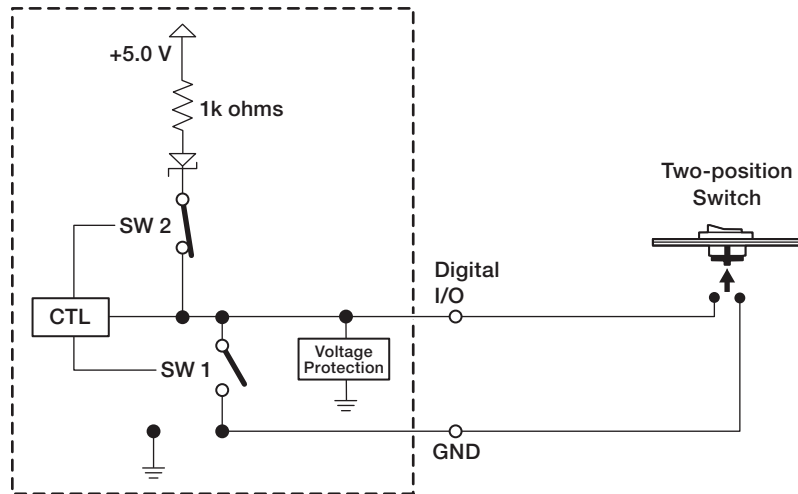 +5.0 V
1k ohms
SW 2
CTL
SW 1
Voltage
Protection
Digital
I/O
GND
Two-position
Switch